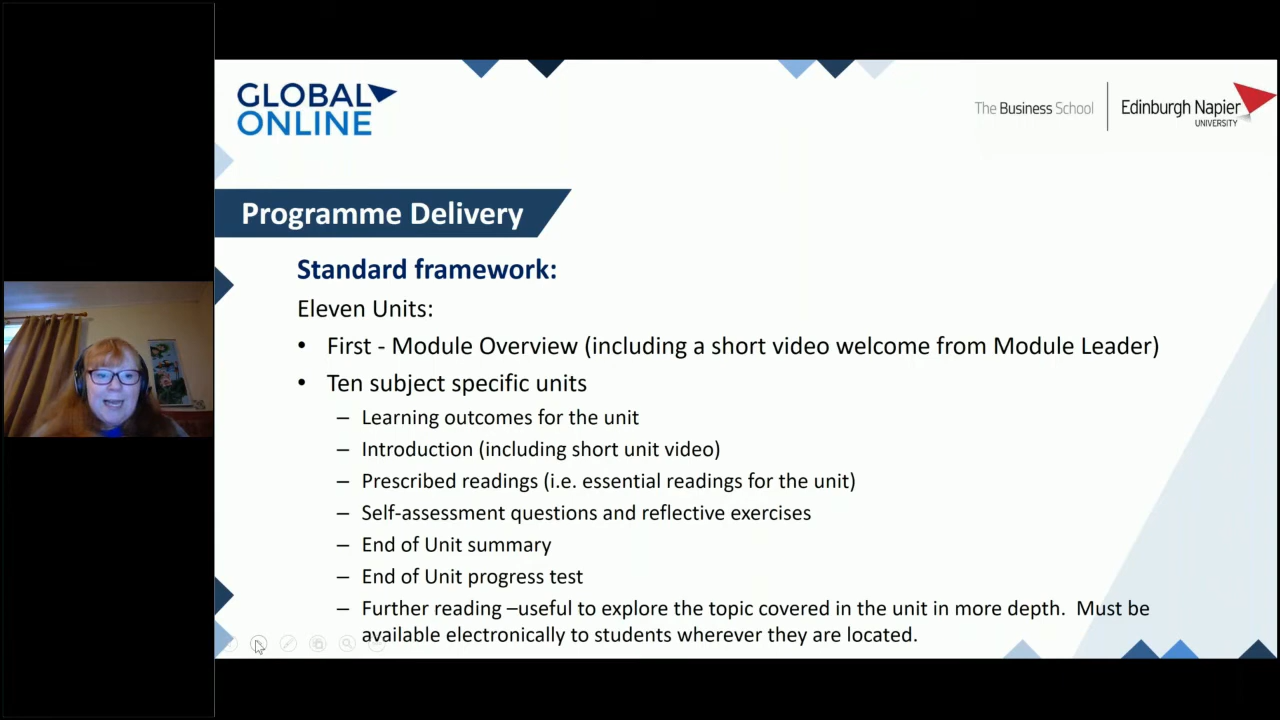 GLOBAL
ONLINE
The Business School
Edinburgh Napier
UNIVERSITY
Programme Delivery
Standard framework:
Eleven Units:
• First - Module Overview (including a short video welcome from Module Leader)
• Ten subject specific units
– Learning outcomes for the unit
– Introduction (including short unit video)
– Prescribed readings (i.e. essential readings for the unit)
– Self-assessment questions and reflective exercises
– End of Unit summary
– End of Unit progress test
– Further reading –useful to explore the topic covered in the unit in more depth.  Must be
available electronically to students wherever they are located.